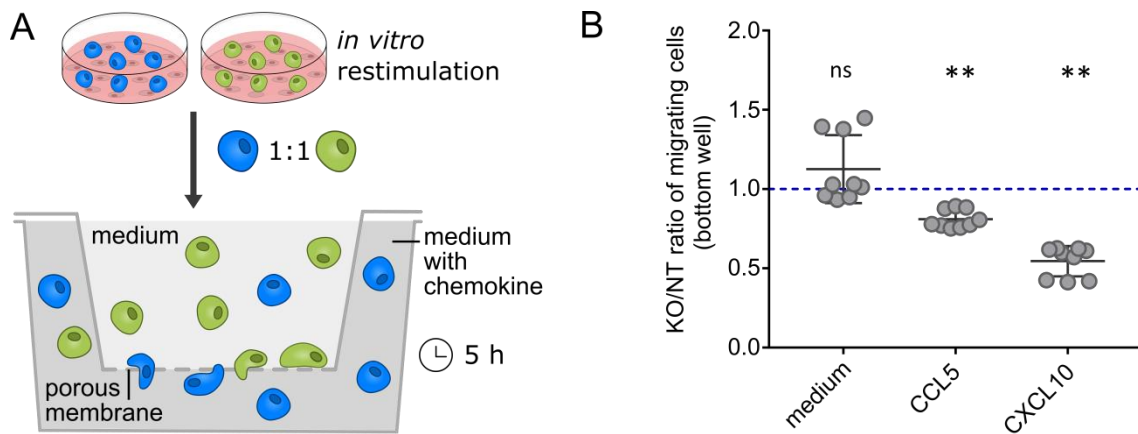 A
in vitro
restimulation
1:1
medium
medium
with
chemokine
5 h
porous
membrane
B
KO/NT ratio of migrating cells
(bottom well)
2.0
1.5
1.0
0.5
0.0
ns
**
**
medium
CCL5
CXCL10